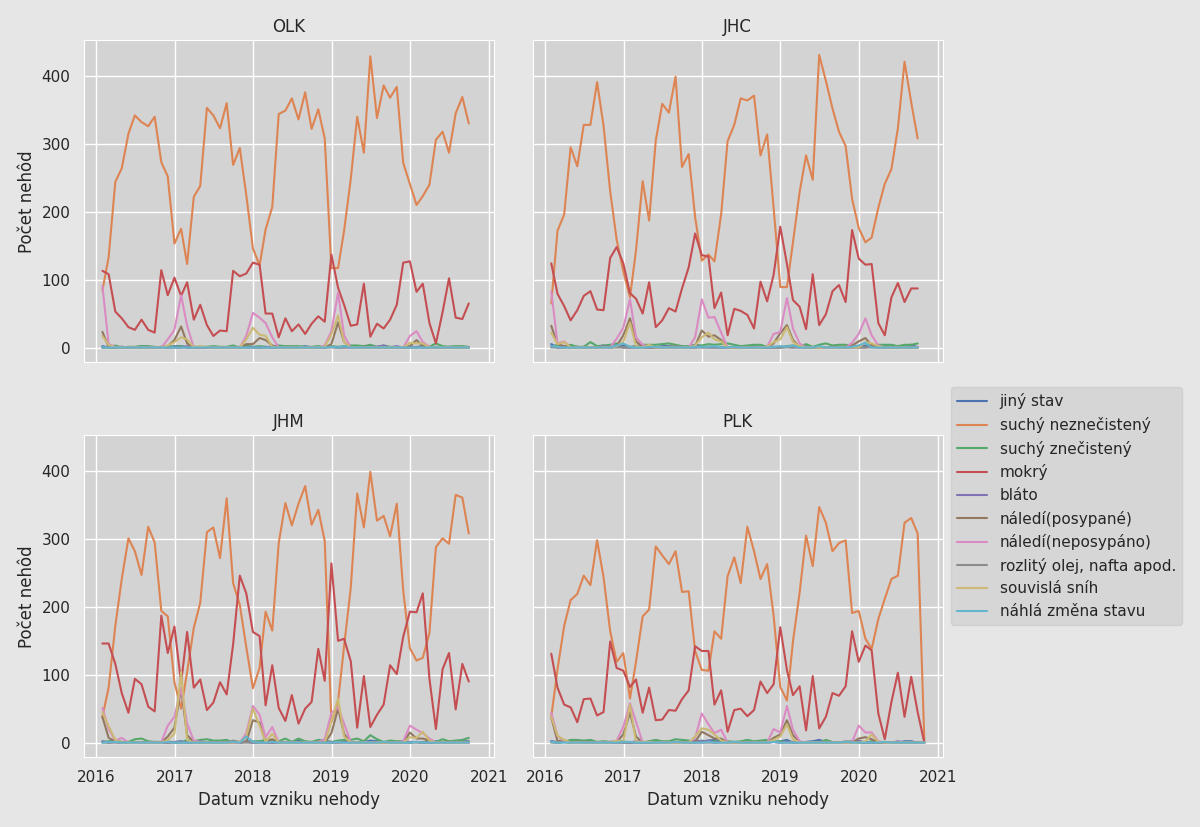 OLK
JHC
Počet nehôd
400
300
200
100
0
JHM
PLK
Počet nehôd
400
300
200
100
0
2016 2017 2018 2019 2020 2021
2016 2017 2018 2019 2020 2021
Datum vzniku nehody
Datum vzniku nehody
jiný stav
suchý neznečistený
suchý znečistený
mokrý
bláto
náledí(posypané)
náledí(neposypáno)
rozlitý olej, nafta apod.
souvislá sníh
náhlá změna stavu